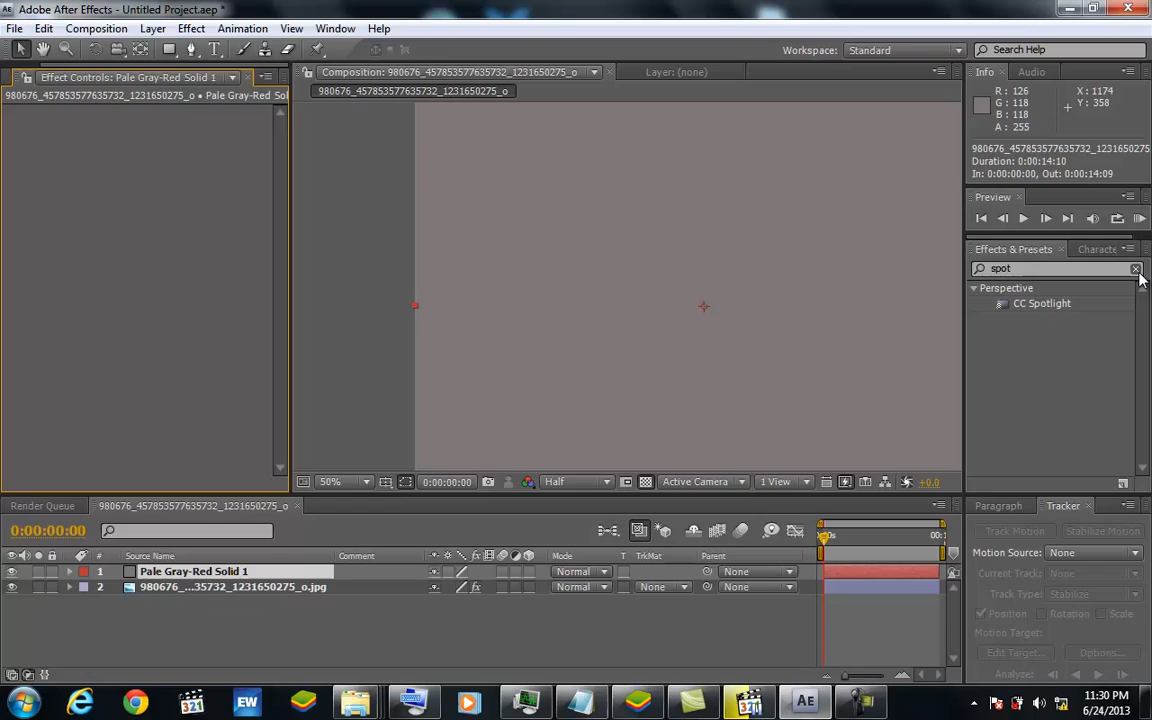 Adobe After Effects - Untitled Project.aep *
File Edit Composition Layer Effect Animation View Window Help
Workspace: Standard Search Help
Effect Controls: Pale Gray-Red Solid 1
980676_457853577635732_1231650275_o • Pale Gray-Red Sol
Composition: 980676_457853577635732_1231650275_o Layer: (none)
980676_457853577635732_1231650275_o
Info Audio
R: 126 X: 1174
G: 118 Y: 358
B: 118
A: 255
980676_457853577635732_1231650275
Duration: 0:00:14:10
In: 0:00:00:00, Out: 0:00:14:09
Preview
Effects & Presets Characte
spot
Perspective
CC Spotlight
50% 0:00:00:00 Half Active Camera 1 View +0.0
Render Queue 980676_457853577635732_1231650275_o
0:00:00:00
# Source Name Comment Mode T TrkMat Parent
1 Pale Gray-Red Solid 1 Normal None
2 980676_...35732_1231650275_o.jpg Normal None None
Paragraph Tracker
Track Motion Stabilize Motion
Motion Source: None
Current Track: None
Track Type: Stabilize
Position Rotation Scale
Motion Target:
Edit Target... Options...
Analyze:
321 EW 321 AE
11:30 PM
6/24/2013